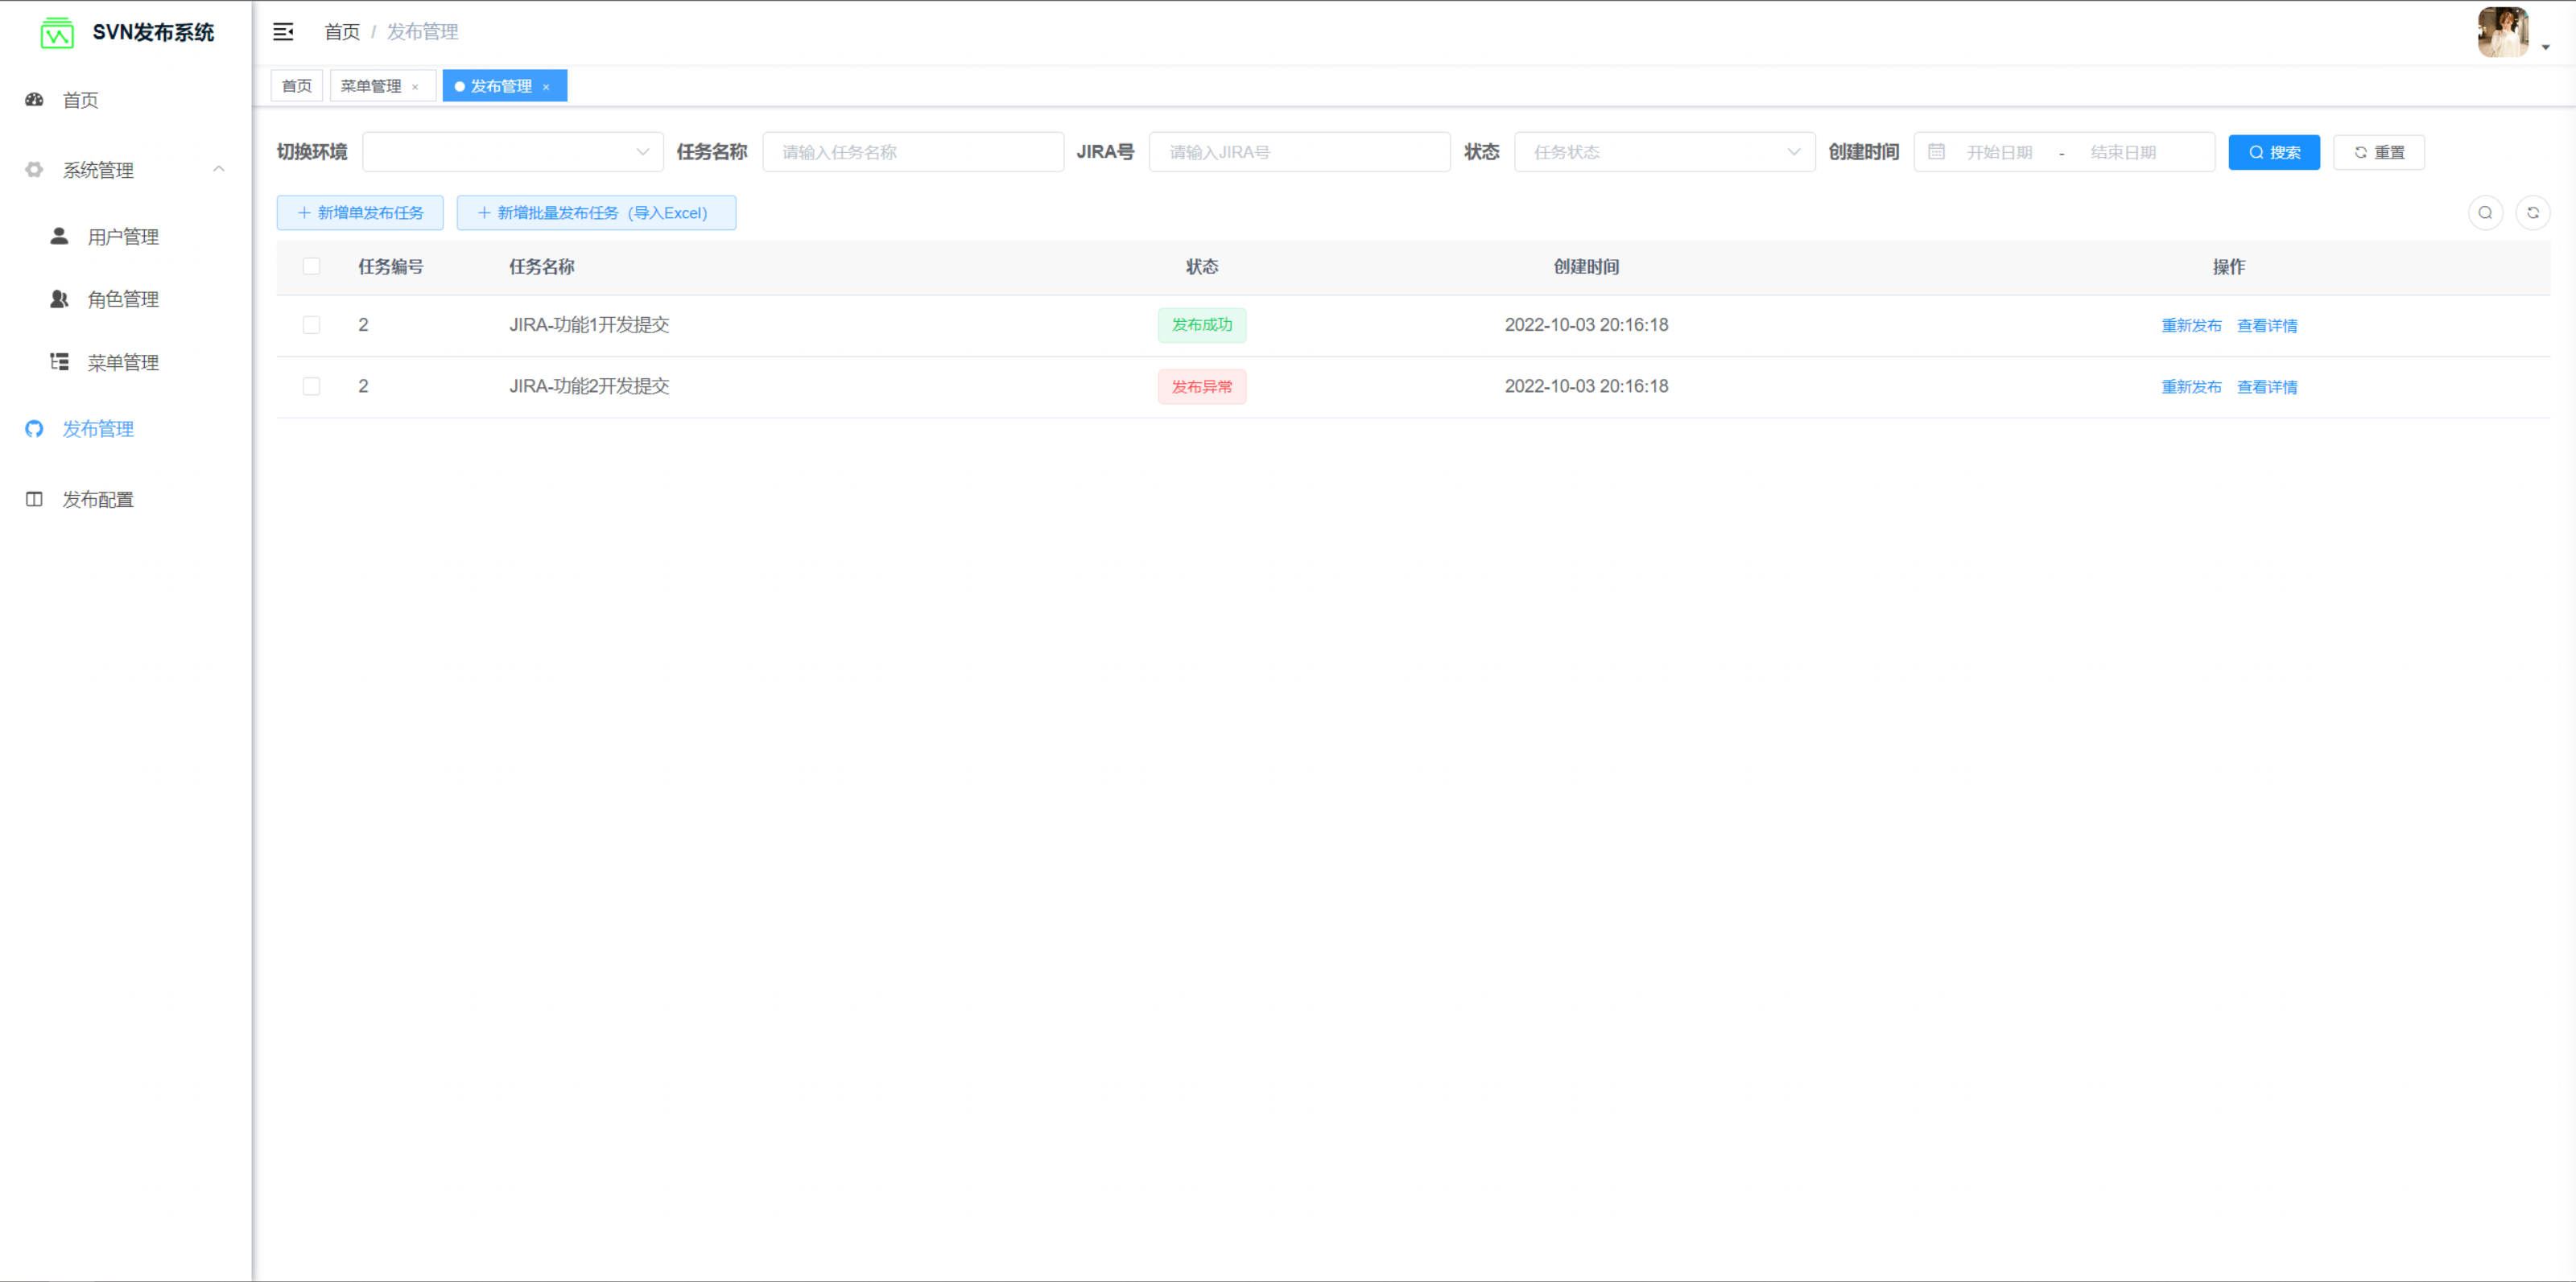 SVN发布系统
首页
系统管理
用户管理
角色管理
菜单管理
发布管理
发布配置
首页 / 发布管理
首页 菜单管理 × 发布管理 ×
切换环境 任务名称 请输入任务名称 JIRA号 请输入JIRA号 状态 任务状态 创建时间 开始日期 - 结束日期 搜索 重置
新增单发布任务 新增批量发布任务（导入Excel）
任务编号 任务名称 状态 创建时间 操作
2 JIRA-功能1开发提交 发布成功 2022-10-03 20:16:18 重新发布 查看详情
2 JIRA-功能2开发提交 发布异常 2022-10-03 20:16:18 重新发布 查看详情